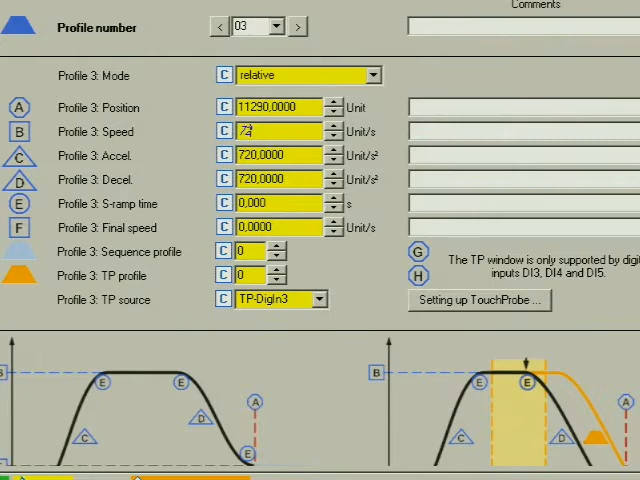 Comments
Profile number < 03 >
Profile 3: Mode C relative
A Profile 3: Position C 11290,0000 Unit
B Profile 3: Speed C 72 Unit/s
C Profile 3: Accel. C 720,0000 Unit/s²
D Profile 3: Decel. C 720,0000 Unit/s²
E Profile 3: S-ramp time C 0,000 s
F Profile 3: Final speed C 0,0000 Unit/s
Profile 3: Sequence profile C 0 G The TP window is only supported by digit
Profile 3: TP profile C 0 H inputs DI3, DI4 and DI5.
Profile 3: TP source C TP-DigIn3 Setting up TouchProbe ...
B E E B E E
A A
D
C C D
E